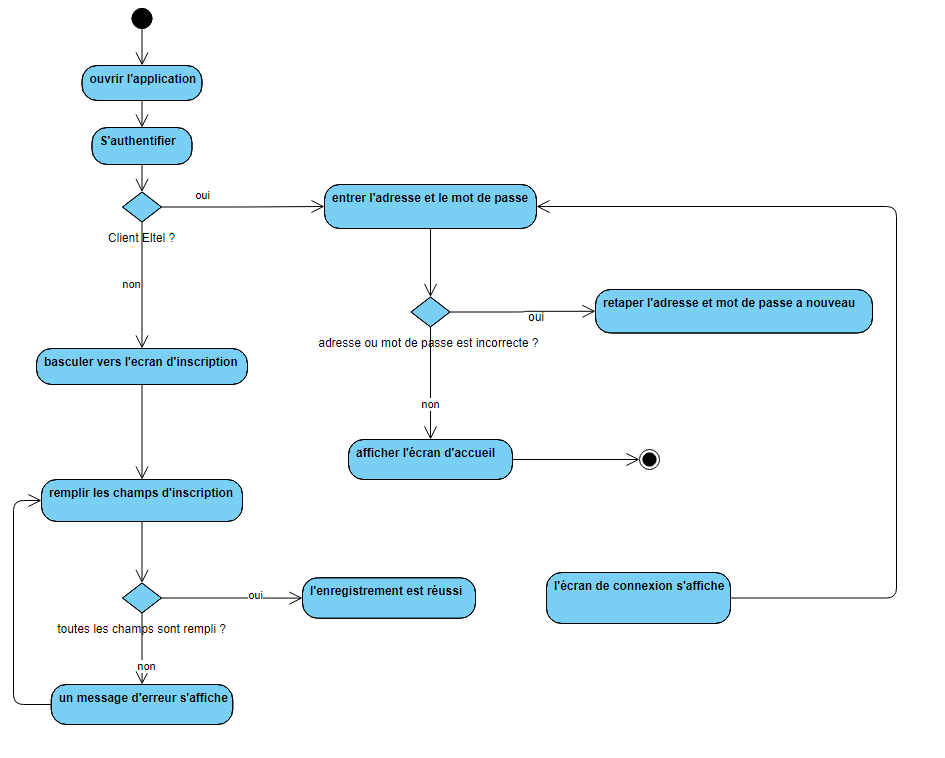 ouvrir l'application
S'authentifier
oui
entrer l'adresse et le mot de passe
Client Eltel ?
non
retaper l'adresse et mot de passe a nouveau
oui
adresse ou mot de passe est incorrecte ?
basculer vers l'ecran d'inscription
non
afficher l'écran d'accueil
remplir les champs d'inscription
l'enregistrement est réussi
l'écran de connexion s'affiche
oui
toutes les champs sont rempli ?
non
un message d'erreur s'affiche